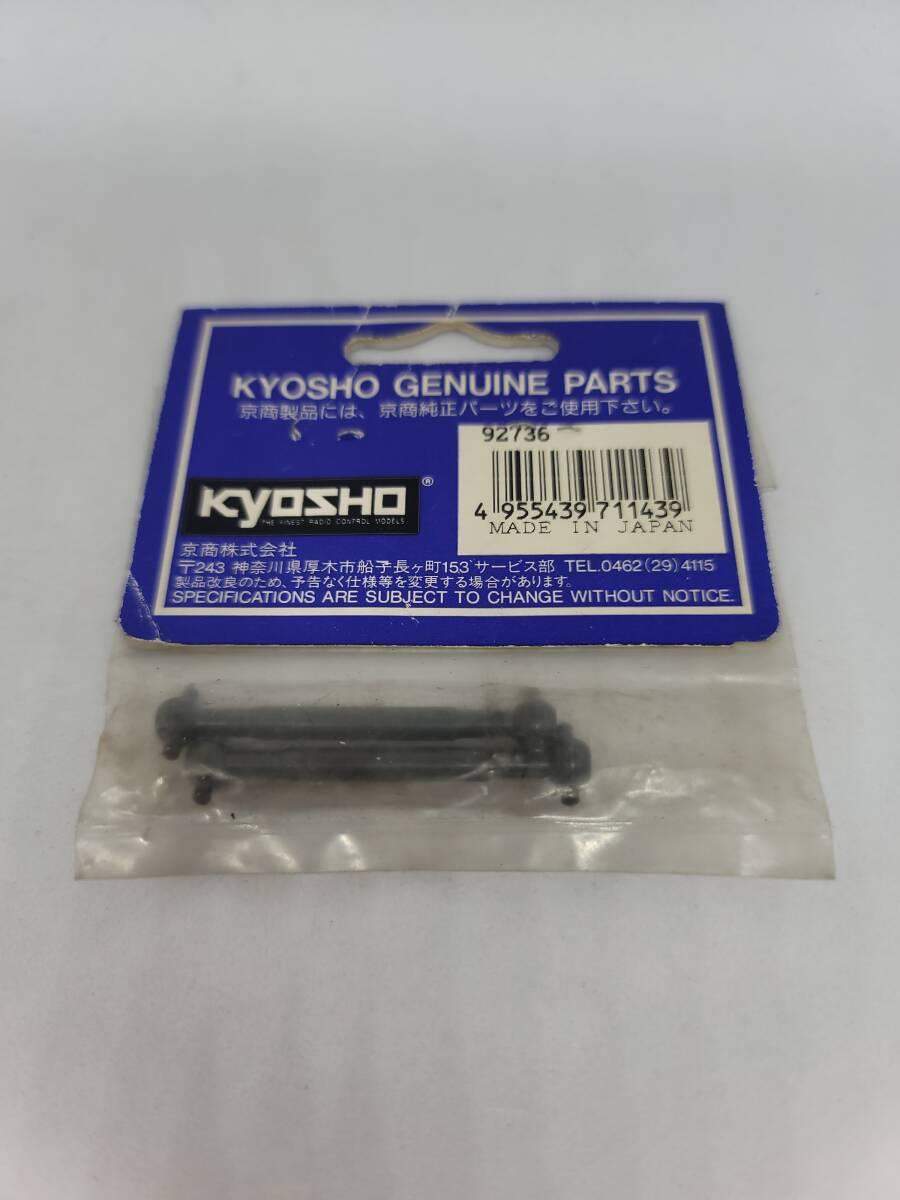 KYOSHO GENUINE PARTS
京商製品には、京商純正パーツをご使用下さい。
92736
4 955439 711439
MADE IN JAPAN
KYOSHO ®
THE FINEST RADIO CONTROL MODELS
京商株式会社
〒243 神奈川県厚木市船子長ヶ町153 サービス部 TEL.0462(29)4115
製品改良のため、予告なく仕様等を変更する場合があります。
SPECIFICATIONS ARE SUBJECT TO CHANGE WITHOUT NOTICE.